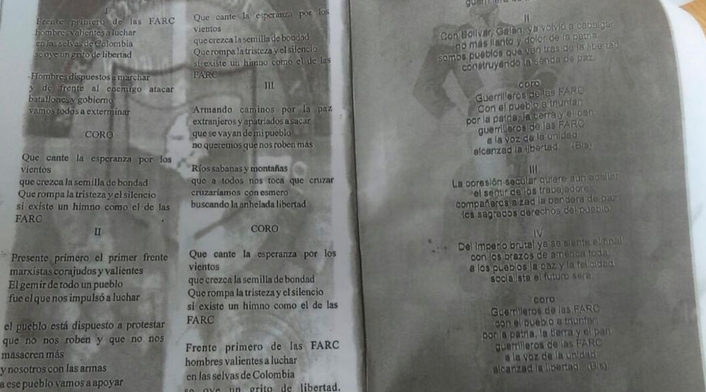 I
Frente primero de las FARC
hombres valientes a luchar
en las selvas de Colombia
se oye un grito de libertad
Hombres dispuestos a marchar
y de frente al enemigo atacar
batallones y gobierno
vamos todos a exterminar
CORO
Que cante la esperanza por los
vientos
que crezca la semilla de bondad
Que rompa la tristeza y el silencio
si existe un himno como el de las
FARC
II
Presente primero el primer frente
marxistas corajudos y valientes
El gemir de todo un pueblo
fue el que nos impulsó a luchar
el pueblo está dispuesto a protestar
que no nos roben y que no nos
masacren más
y nosotros con las armas
a ese pueblo vamos a apoyar
Que cante la esperanza por los
vientos
que crezca la semilla de bondad
Que rompa la tristeza y el silencio
si existe un himno como el de las
FARC
III
Armando caminos por la paz
extranjeros y apatriados a sacar
que se vayan de mi pueblo
no queremos que nos roben más
Ríos sabanas y montañas
que a todos nos toca que cruzar
cruzaríamos con esmero
buscando la anhelada libertad
CORO
Que cante la esperanza por los
vientos
que crezca la semilla de bondad
Que rompa la tristeza y el silencio
si existe un himno como el de las
FARC
Frente primero de las FARC
hombres valientes a luchar
en las selvas de Colombia
se oye un grito de libertad.
II
Con Bolívar, Galán, ya volvió a cabalgar
no más llanto y dolor de la patria
somos pueblos que van tras de la libertad
construyendo la senda de paz.
coro
Guerrilleros de las FARC
Con el pueblo a triunfar
por la patria, la tierra y el pan
guerrilleros de las FARC
a la voz de la unidad
alcanzad la libertad. (Bis)
III
La opresión secular quiere aún
el sentir de los trabajadores
compañeros alzad la bandera de paz
los sagrados derechos del pueblo.
IV
Del imperio brutal ya se siente el final
con los brazos de américa toda
a los pueblos la paz y la felicidad
socialista el futuro será.
coro
Guerrilleros de las FARC
con el pueblo a triunfar
por la patria, la tierra y el pan
guerrilleros de las FARC
a la voz de la unidad
alcanzad la libertad. (Bis)